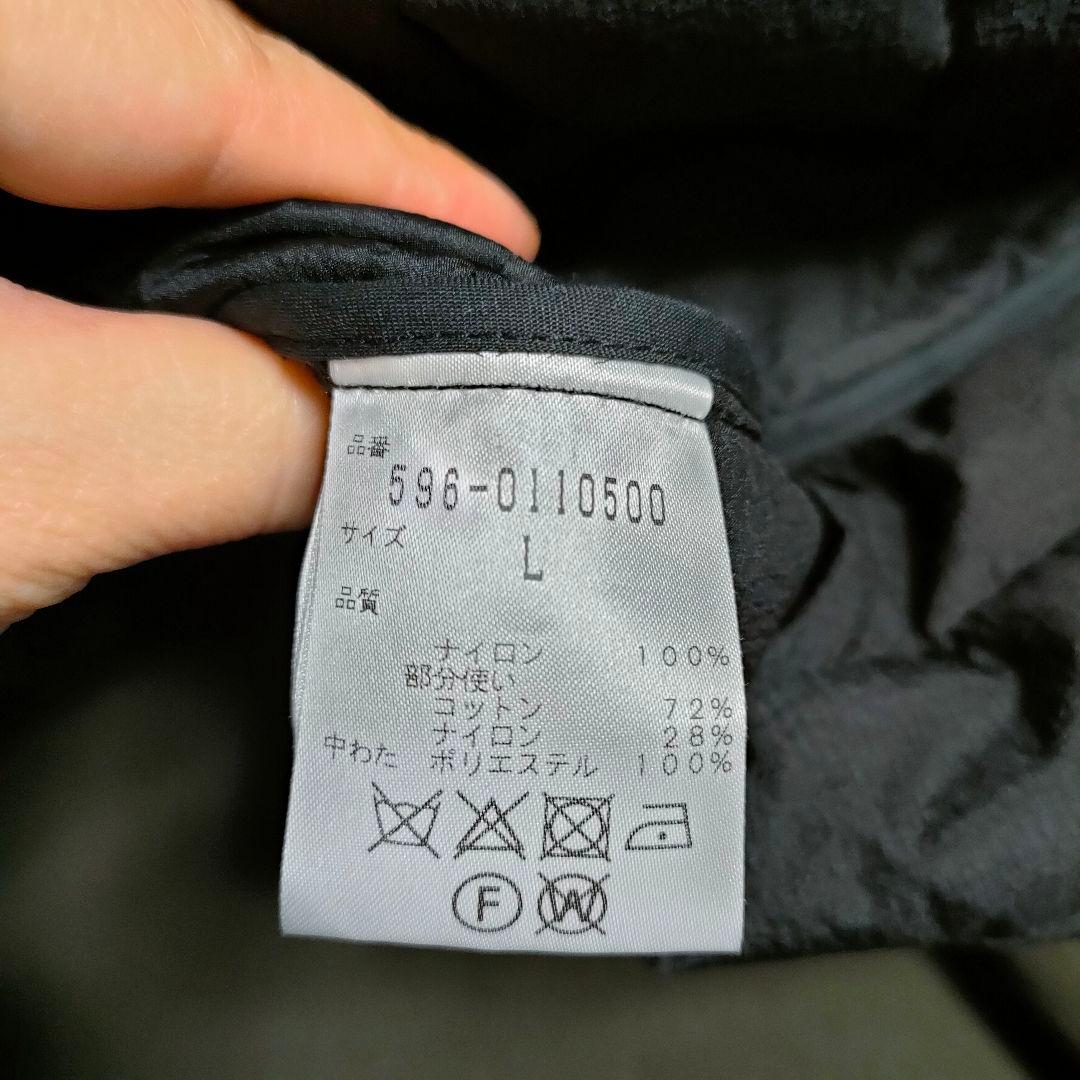 品番
596-0110500
サイズ
L
品質
ナイロン 100%
部分使い
コットン 72%
ナイロン 28%
中わた ポリエステル 100%
F W